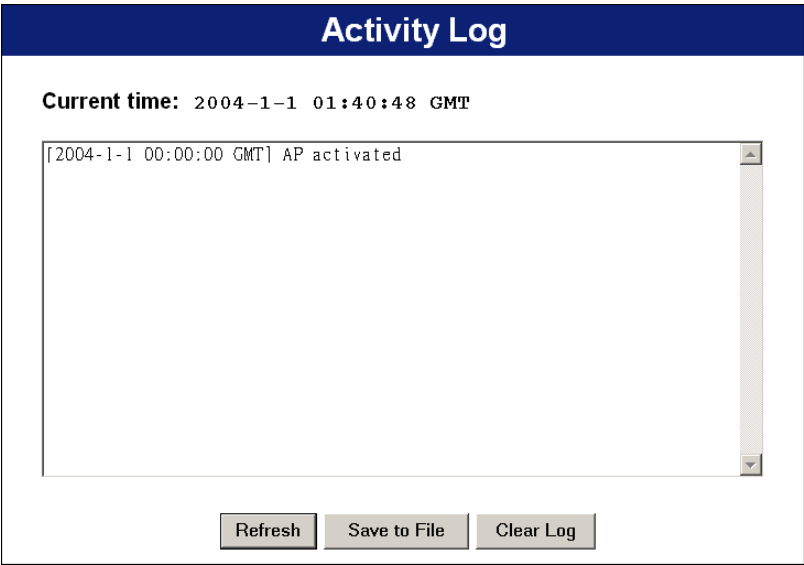 Activity Log
Current time: 2004-1-1 01:40:48 GMT
[2004-1-1 00:00:00 GMT] AP activated
Refresh Save to File Clear Log